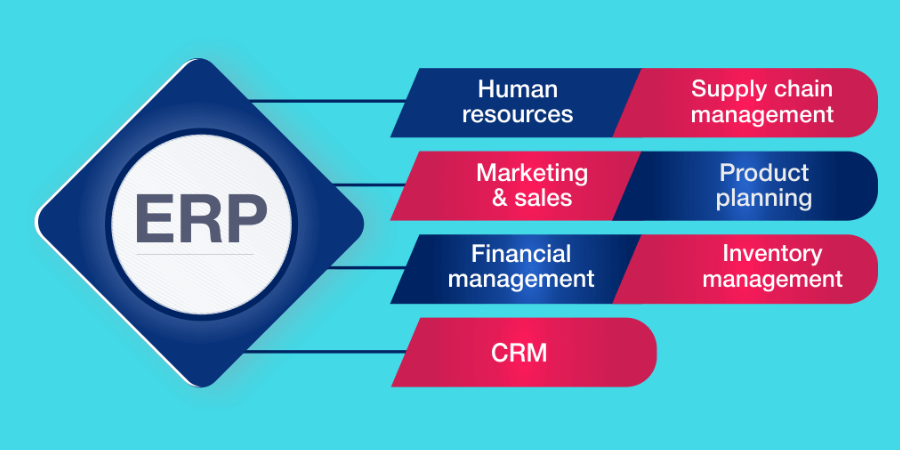 ERP
Human
resources
Supply chain
management
Marketing
& sales
Product
planning
Financial
management
Inventory
management
CRM